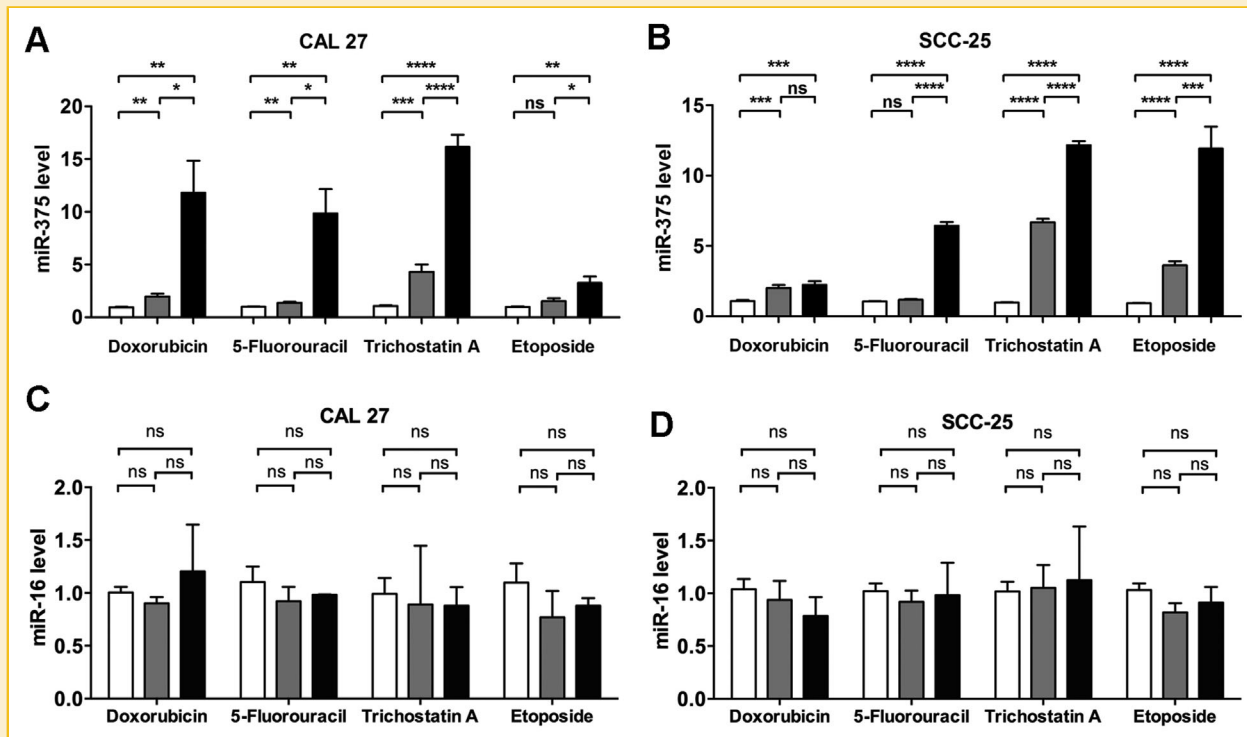 A
CAL 27
** ** **** **
** * ** * *** **** ns *
miR-375 level
20
15
10
5
0
Doxorubicin 5-Fluorouracil Trichostatin A Etoposide
B
SCC-25
*** **** **** ****
*** ns ns **** **** **** **** ***
miR-375 level
15
10
5
0
Doxorubicin 5-Fluorouracil Trichostatin A Etoposide
C
CAL 27
ns ns ns ns
ns ns ns ns ns ns ns ns
miR-16 level
2.0
1.5
1.0
0.5
0.0
Doxorubicin 5-Fluorouracil Trichostatin A Etoposide
D
SCC-25
ns ns ns ns
ns ns ns ns ns ns ns ns
miR-16 level
2.0
1.5
1.0
0.5
0.0
Doxorubicin 5-Fluorouracil Trichostatin A Etoposide